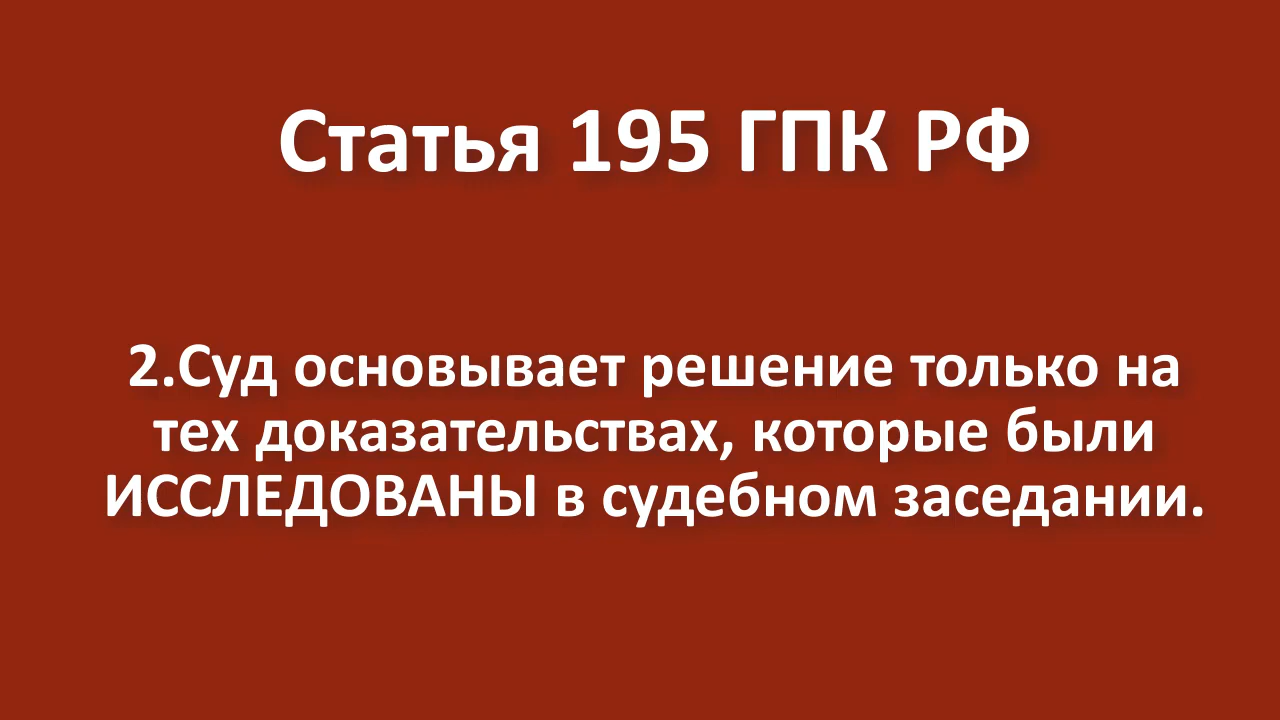 Статья 195 ГПК РФ
2.Суд основывает решение только на
тех доказательствах, которые были
ИССЛЕДОВАНЫ в судебном заседании.